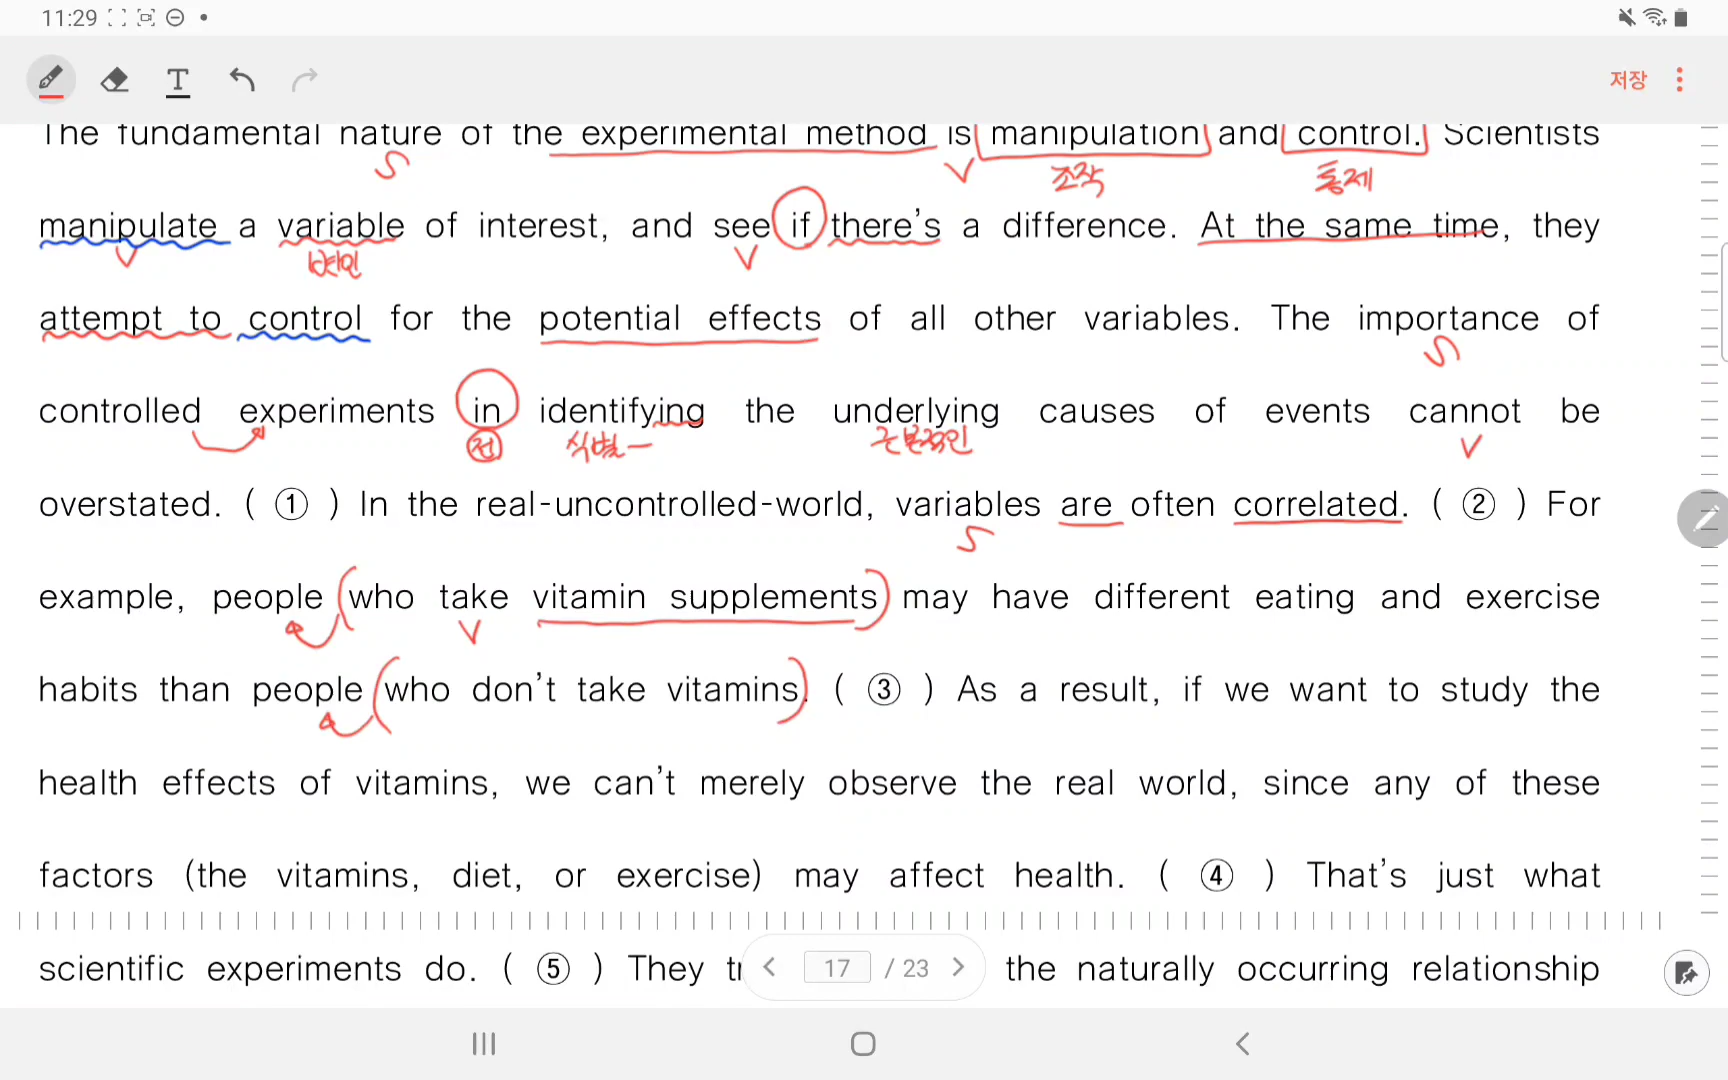 11:29
T 저장
The fundamental nature of the experimental method is manipulation and control. Scientists
S V 조작 통제
manipulate a variable of interest, and see if there's a difference. At the same time, they
V 변인 V
attempt to control for the potential effects of all other variables. The importance of
S
controlled experiments in identifying the underlying causes of events cannot be
전 식별 근본적인 V
overstated. ( ① ) In the real-uncontrolled-world, variables are often correlated. ( ② ) For
S
example, people who take vitamin supplements may have different eating and exercise
V
habits than people who don't take vitamins. ( ③ ) As a result, if we want to study the
health effects of vitamins, we can't merely observe the real world, since any of these
factors (the vitamins, diet, or exercise) may affect health. ( ④ ) That's just what
scientific experiments do. ( ⑤ ) They the naturally occurring relationship
17 / 23